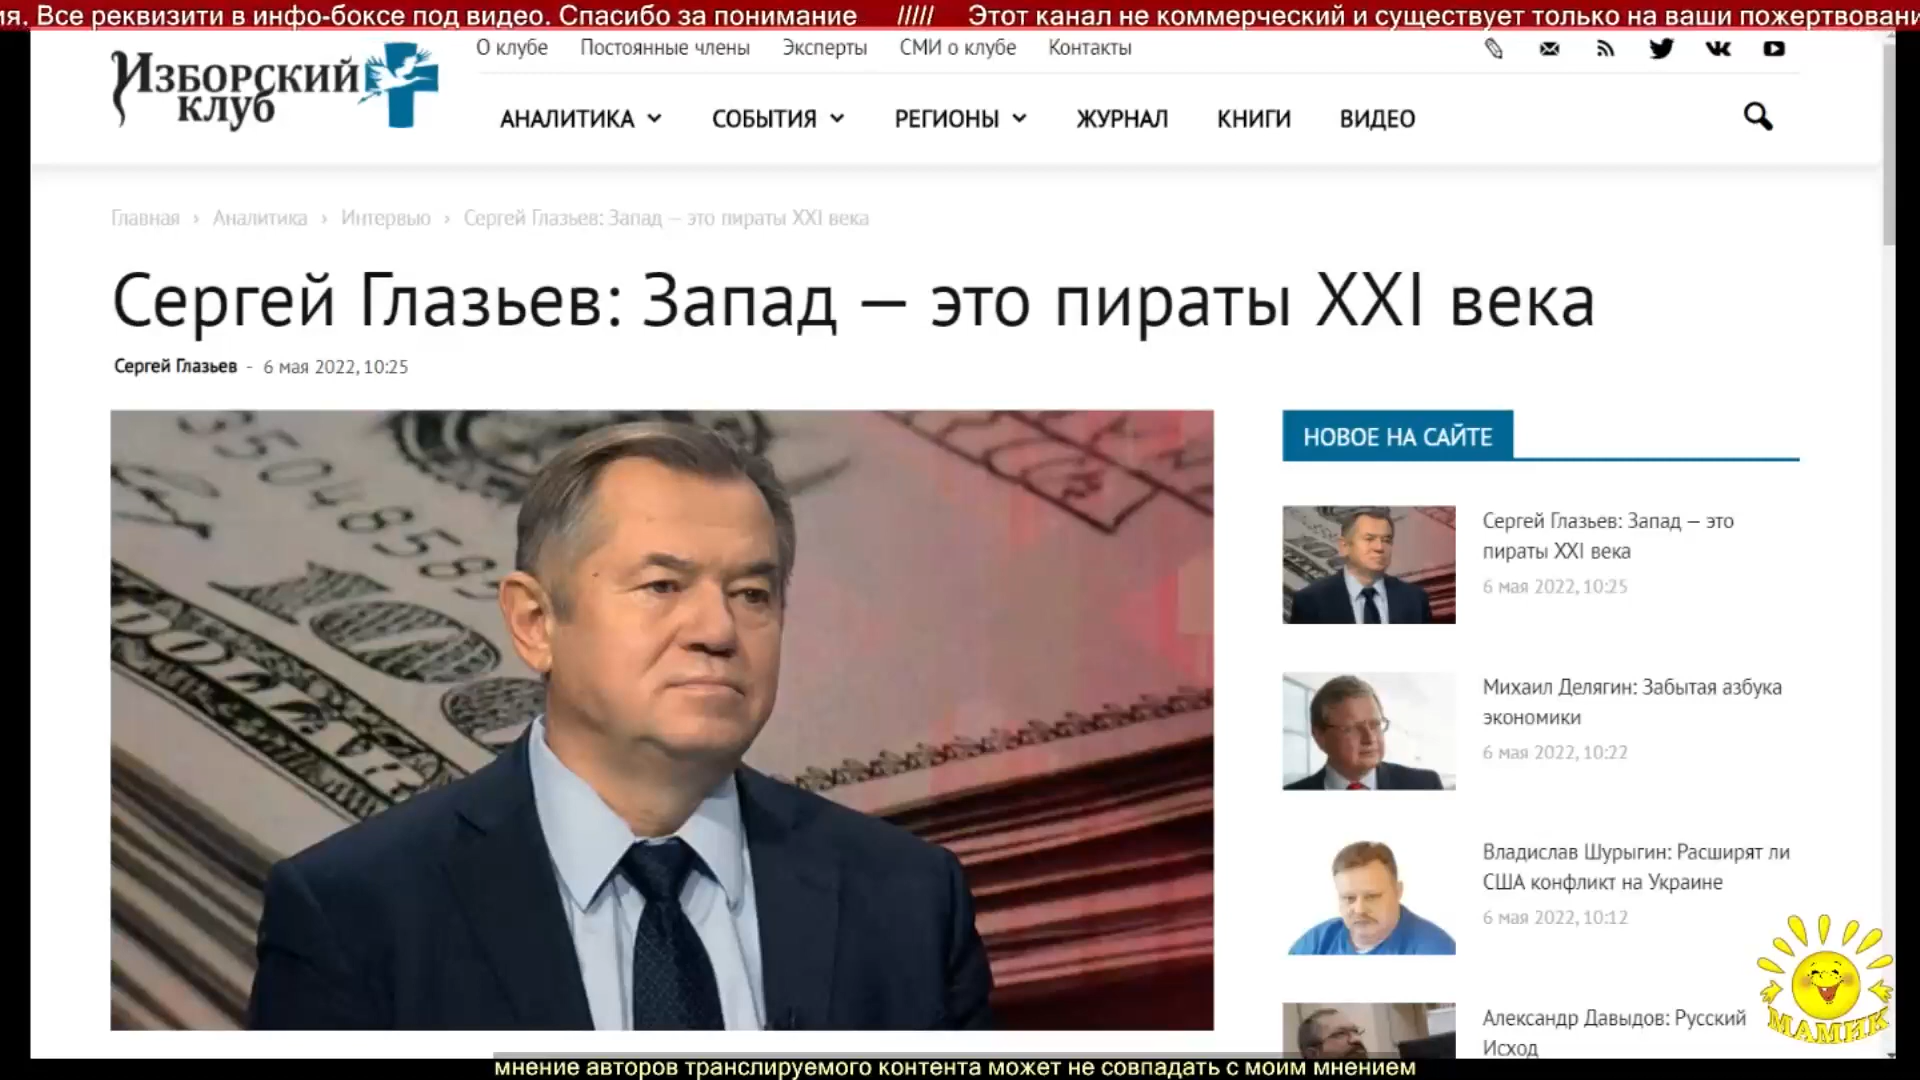 ия. Все реквизити в инфо-боксе под видео. Спасибо за понимание ///// Этот канал не коммерческий и существует только на ваши пожертвовани
Изборский
клуб
О клубе Постоянные члены Эксперты СМИ о клубе Контакты
АНАЛИТИКА СОБЫТИЯ РЕГИОНЫ ЖУРНАЛ КНИГИ ВИДЕО
Главная › Аналитика › Интервью › Сергей Глазьев: Запад — это пираты XXI века
Сергей Глазьев: Запад — это пираты XXI века
Сергей Глазьев - 6 мая 2022, 10:25
НОВОЕ НА САЙТЕ
Сергей Глазьев: Запад — это
пираты XXI века
6 мая 2022, 10:25
Михаил Делягин: Забытая азбука
экономики
6 мая 2022, 10:22
Владислав Шурыгин: Расширят ли
США конфликт на Украине
6 мая 2022, 10:12
Александр Давыдов: Русский
Исход
МАМИК
мнение авторов транслируемого контента может не совпадать с моим мнением